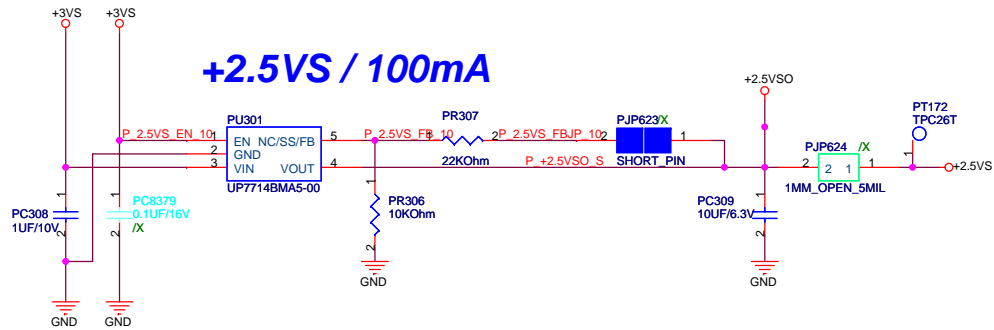 +3VS
+3VS
+2.5VS / 100mA
+2.5VSO
PT172
TPC26T
PU301
PR307
PJP623/X
PJP624 /X
P_2.5VS_EN_10 1 EN NC/SS/FB 5 P_2.5VS_FB_10 1 2 P_2.5VS_FBJP_10 2 1
2 GND
3 VIN VOUT 4 22KOhm P_+2.5VSO_S SHORT_PIN 2 2 1 1 +2.5VS
UP7714BMA5-00
1MM_OPEN_5MIL
1
1
1
1
1
PC308
1UF/10V
PC8379
0.1UF/16V
/X
PR306
10KOhm
PC309
10UF/6.3V
2
2
2
2
GND
GND
GND
GND